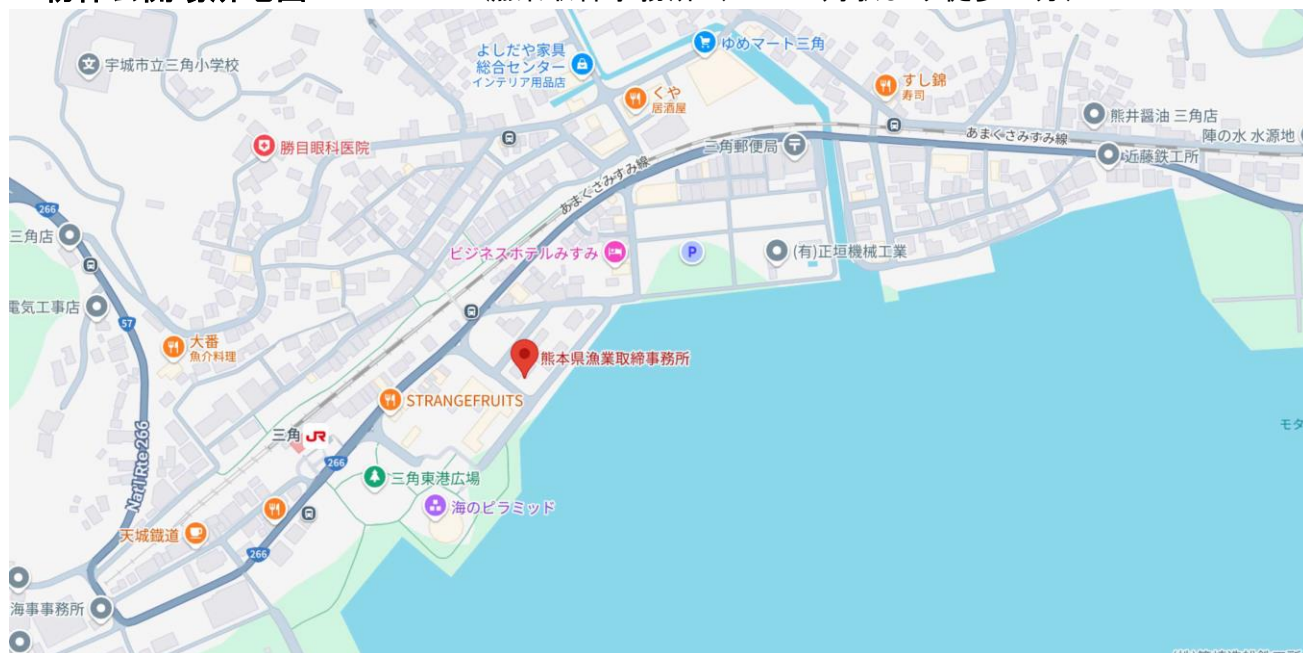 宇城市立三角小学校
よしだや家具
総合センター
インテリア用品店
ゆめマート三角
くや
居酒屋
すし錦
寿司
熊井醤油 三角店
あまくさみすみ線
陣の水 水源地
近藤鉄工所
勝目眼科医院
三角郵便局
あまくさみすみ線
266
三角店
ビジネスホテルみすみ
P
(有)正垣機械工業
電気工事店
57
大番
魚介料理
熊本県漁業取締事務所
STRANGEFRUITS
モタ
三角 JR
266
Nat'l Rte 266
三角東港広場
海のピラミッド
天城鐵道
266
海事事務所